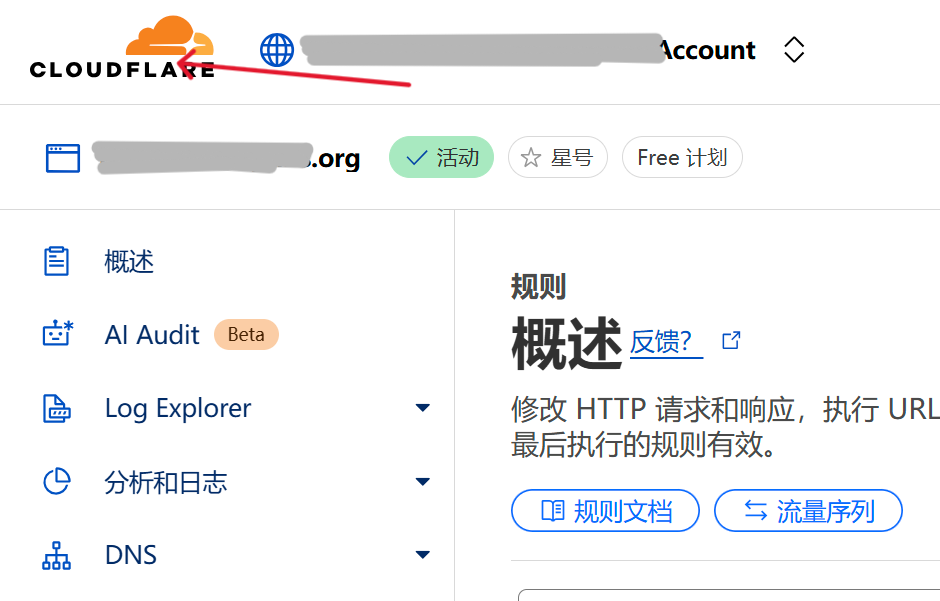 CLOUDFLARE
Account
.org
活动
星号
Free 计划
概述
AI Audit Beta
Log Explorer
分析和日志
DNS
规则
概述 反馈？
修改 HTTP 请求和响应，执行 URL
最后执行的规则有效。
规则文档
流量序列